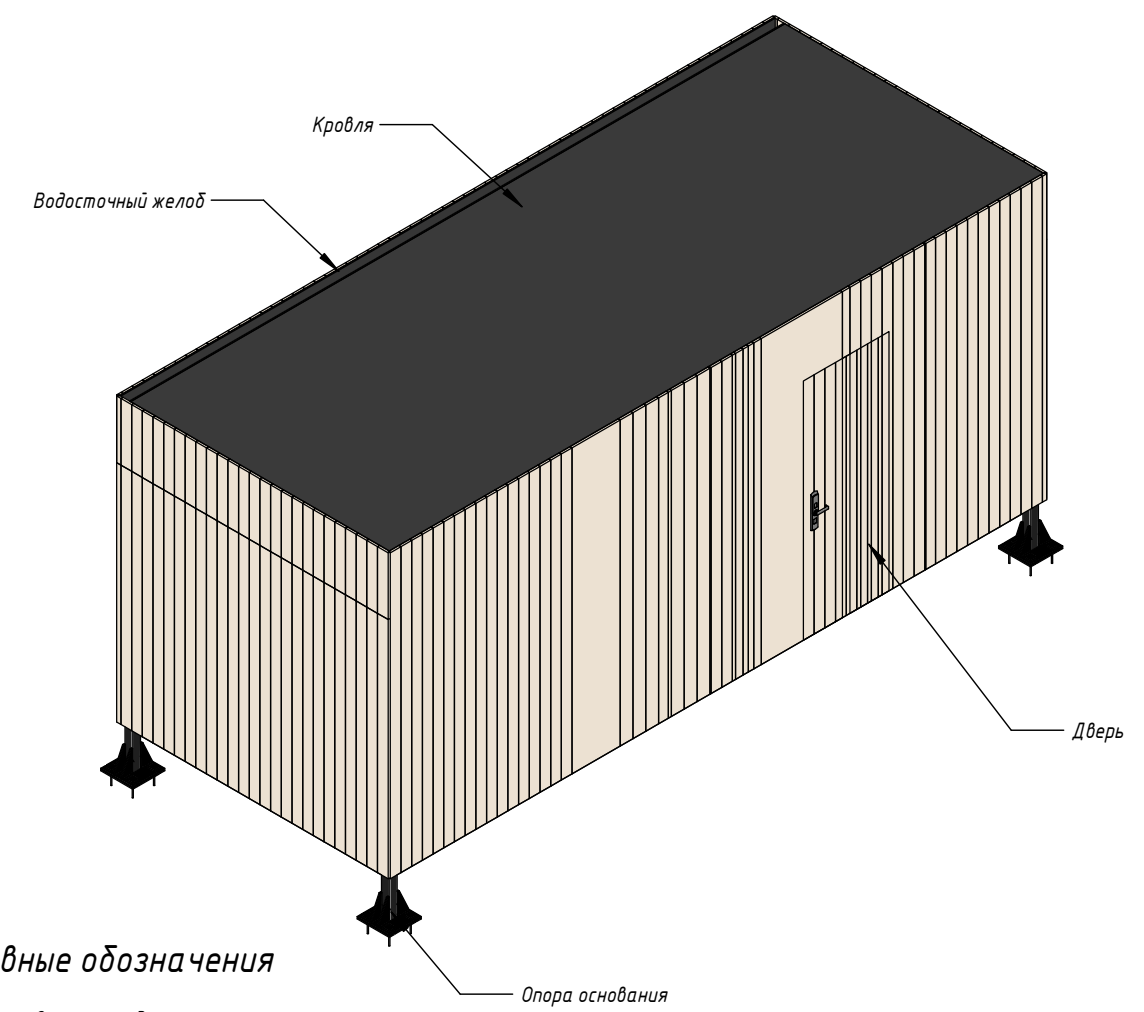 Кровля
Водосточный желоб
Дверь
вные обозначения
Опора основания